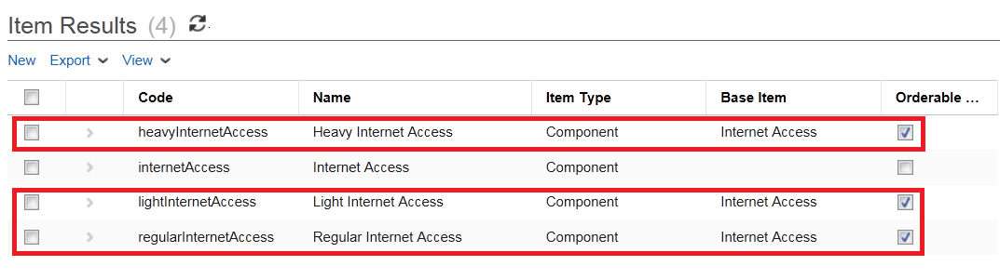 Item Results (4)
New Export View
Code Name Item Type Base Item Orderable ...
heavyInternetAccess Heavy Internet Access Component Internet Access
internetAccess Internet Access Component
lightInternetAccess Light Internet Access Component Internet Access
regularInternetAccess Regular Internet Access Component Internet Access